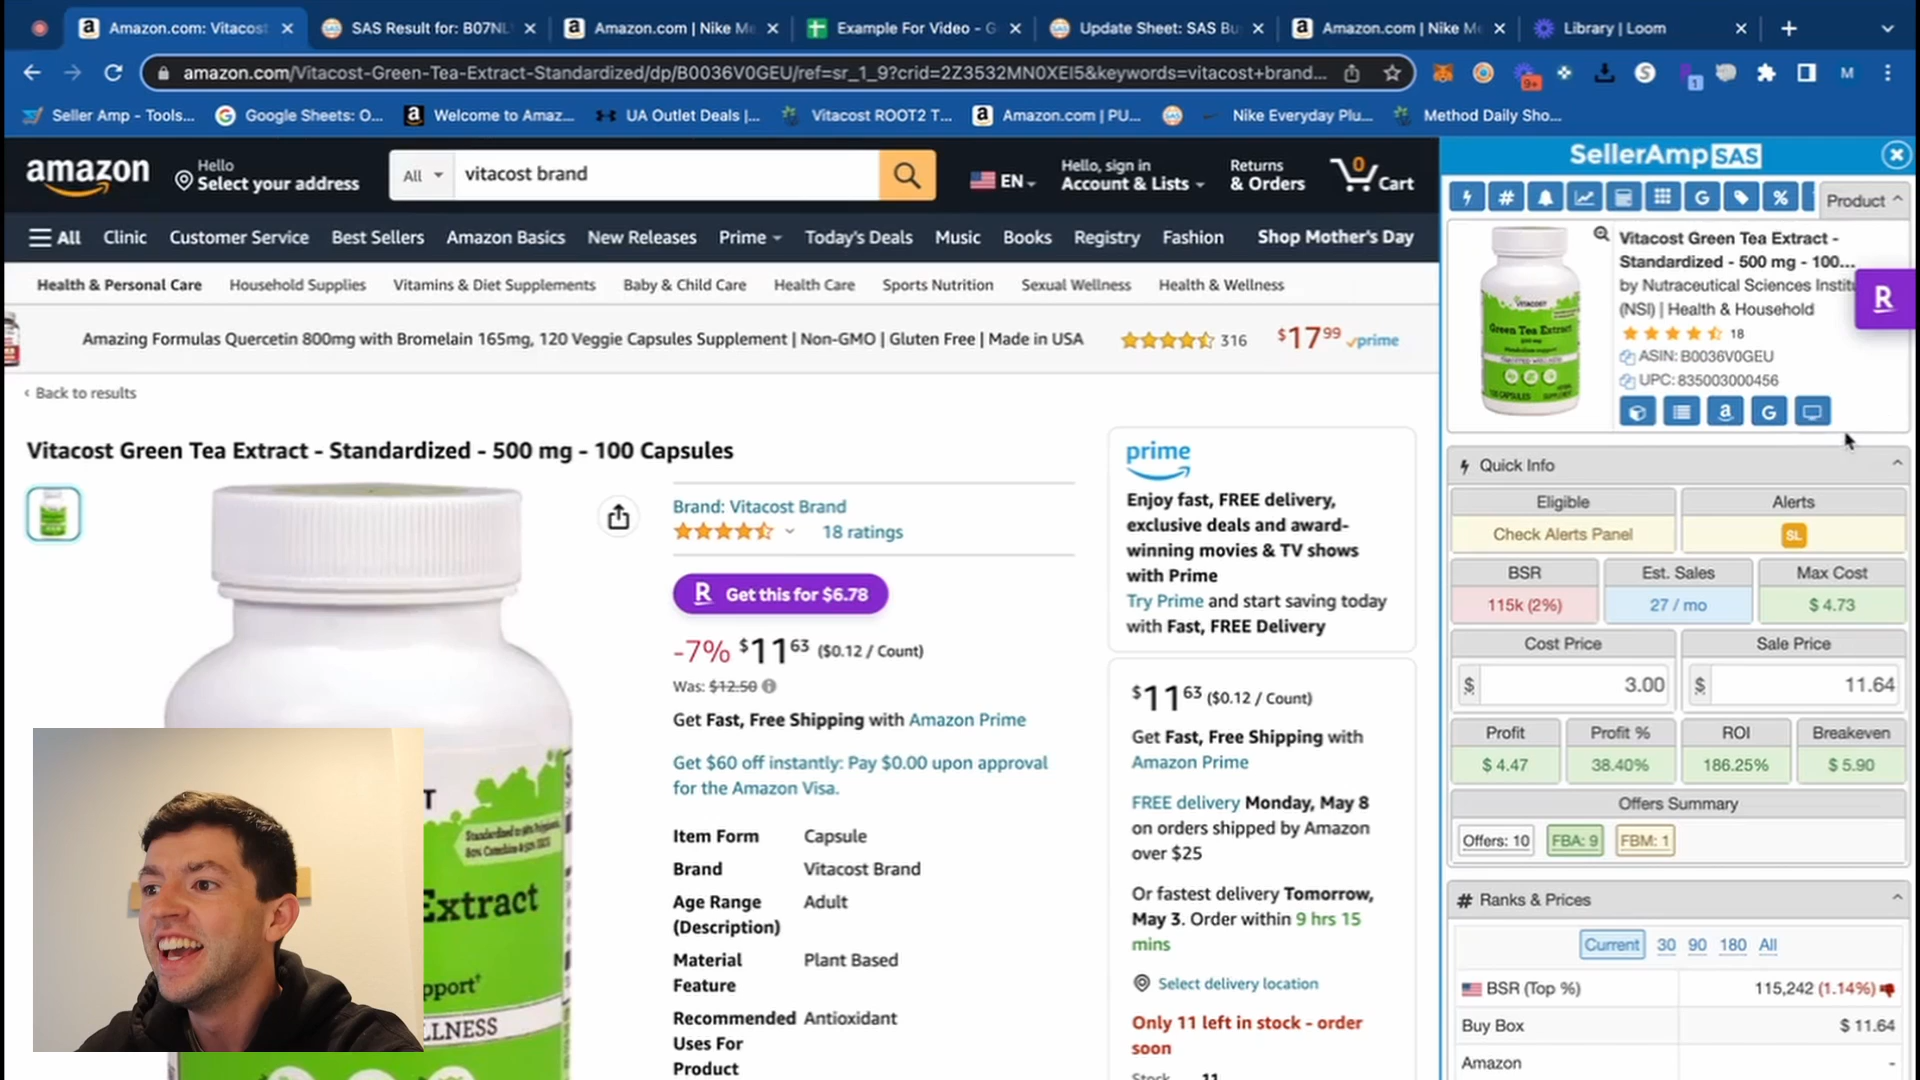 Amazon.com: Vitacost
SAS Result for: B07NL
Amazon.com | Nike Me
Example For Video - G
Update Sheet: SAS Bu
Amazon.com | Nike Me
Library | Loom
amazon.com/Vitacost-Green-Tea-Extract-Standardized/dp/B0036V0GEU/ref=sr_1_9?crid=2Z3532MN0XEI5&keywords=vitacost+brand...
9+
1
M
Seller Amp - Tools...
Google Sheets: O...
Welcome to Amaz...
UA Outlet Deals |...
Vitacost ROOT2 T...
Amazon.com | PU...
Nike Everyday Plu...
Method Daily Sho...
amazon
Hello
Select your address
All
vitacost brand
EN
Hello, sign in
Account & Lists
Returns
& Orders
0
Cart
All
Clinic
Customer Service
Best Sellers
Amazon Basics
New Releases
Prime
Today's Deals
Music
Books
Registry
Fashion
Shop Mother's Day
Health & Personal Care
Household Supplies
Vitamins & Diet Supplements
Baby & Child Care
Health Care
Sports Nutrition
Sexual Wellness
Health & Wellness
Amazing Formulas Quercetin 800mg with Bromelain 165mg, 120 Veggie Capsules Supplement | Non-GMO | Gluten Free | Made in USA
316
$17 99
prime
‹ Back to results
Vitacost Green Tea Extract - Standardized - 500 mg - 100 Capsules
Brand: Vitacost Brand
18 ratings
R Get this for $6.78
-7% $11 63 ($0.12 / Count)
Was: $12.50
Get Fast, Free Shipping with Amazon Prime
Get $60 off instantly: Pay $0.00 upon approval
for the Amazon Visa.
Item Form Capsule
Brand Vitacost Brand
Age Range Adult
(Description)
Material Plant Based
Feature
Recommended Antioxidant
Uses For
Product
T
Extract
pport†
LLNESS
prime
Enjoy fast, FREE delivery,
exclusive deals and award-
winning movies & TV shows
with Prime
Try Prime and start saving today
with Fast, FREE Delivery
$11 63 ($0.12 / Count)
Get Fast, Free Shipping with
Amazon Prime
FREE delivery Monday, May 8
on orders shipped by Amazon
over $25
Or fastest delivery Tomorrow,
May 3. Order within 9 hrs 15
mins
Select delivery location
Only 11 left in stock - order
soon
Stock 11
SellerAmp SAS
Product
Vitacost Green Tea Extract -
Standardized - 500 mg - 100...
by Nutraceutical Sciences Instit
(NSI) | Health & Household
18
ASIN: B0036V0GEU
UPC: 835003000456
R
VITACOST
Green Tea Extract
Quick Info
Eligible
Alerts
Check Alerts Panel
SL
BSR
Est. Sales
Max Cost
115k (2%)
27 / mo
$ 4.73
Cost Price
Sale Price
$ 3.00
$ 11.64
Profit
Profit %
ROI
Breakeven
$ 4.47
38.40%
186.25%
$ 5.90
Offers Summary
Offers: 10
FBA: 9
FBM: 1
# Ranks & Prices
Current
30
90
180
All
BSR (Top %) 115,242 (1.14%)
Buy Box $ 11.64
Amazon -